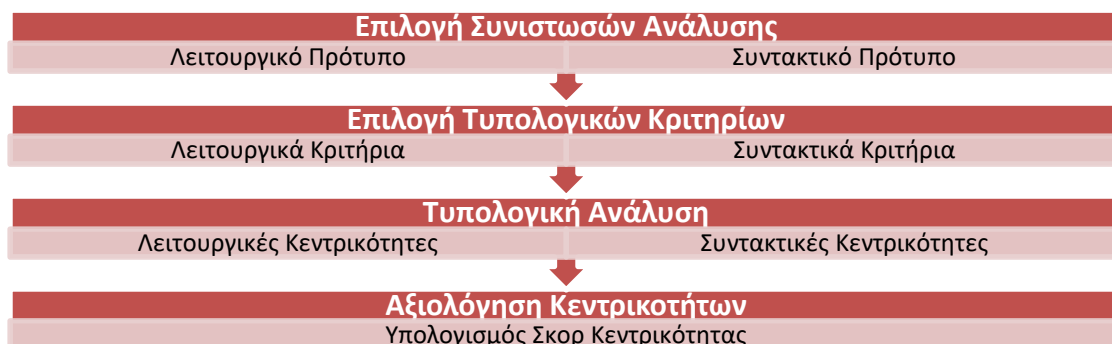 Επιλογή Συνιστωσών Ανάλυσης
Λειτουργικό Πρότυπο
Συντακτικό Πρότυπο
Επιλογή Τυπολογικών Κριτηρίων
Λειτουργικά Κριτήρια
Συντακτικά Κριτήρια
Τυπολογική Ανάλυση
Λειτουργικές Κεντρικότητες
Συντακτικές Κεντρικότητες
Αξιολόγηση Κεντρικοτήτων
Υπολογισμός Σκορ Κεντρικότητας